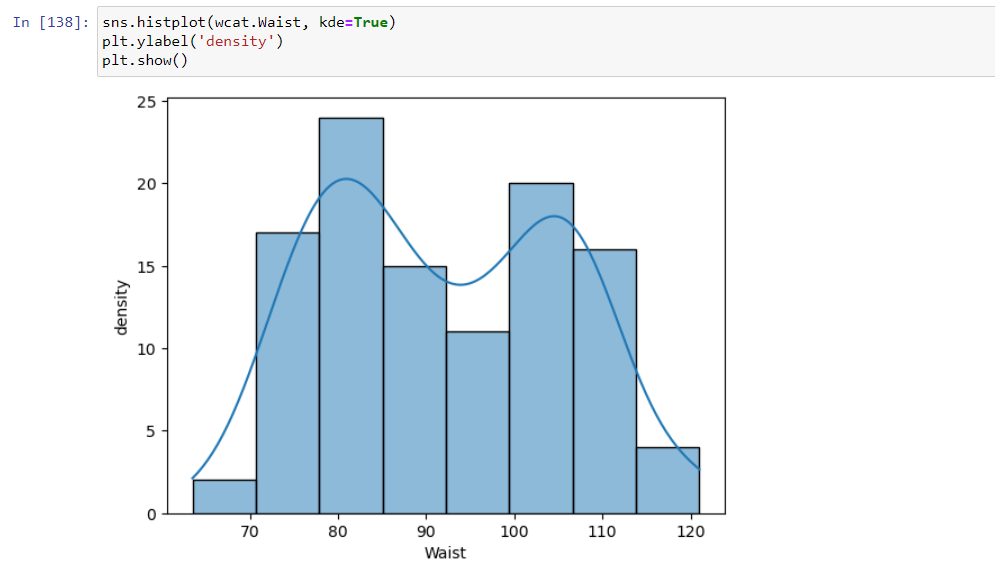 In [138]: sns.histplot(wcat.Waist, kde=True)
plt.ylabel('density')
plt.show()
25
20
15
10
5
0
density
70 80 90 100 110 120
Waist